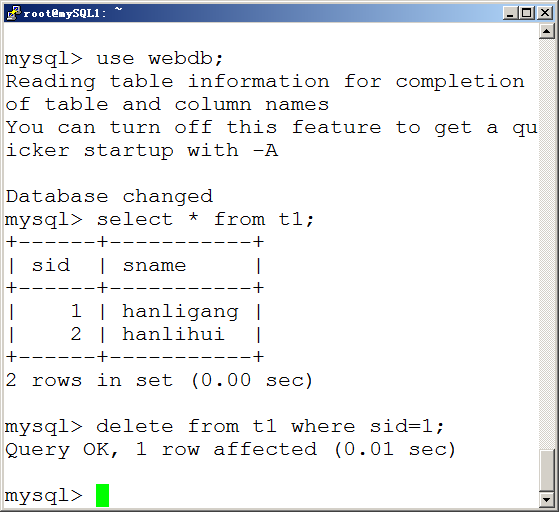 root@mySQL1: ~
mysql> use webdb;
Reading table information for completion
of table and column names
You can turn off this feature to get a qu
icker startup with -A
Database changed
mysql> select * from t1;
+------+-----------+
| sid  | sname     |
+------+-----------+
|    1 | hanligang |
|    2 | hanlihui  |
+------+-----------+
2 rows in set (0.00 sec)
mysql> delete from t1 where sid=1;
Query OK, 1 row affected (0.01 sec)
mysql>